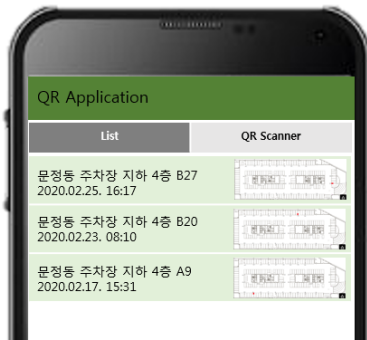 QR Application
List
QR Scanner
문정동 주차장 지하 4층 B27
2020.02.25. 16:17
문정동 주차장 지하 4층 B20
2020.02.23. 08:10
문정동 주차장 지하 4층 A9
2020.02.17. 15:31